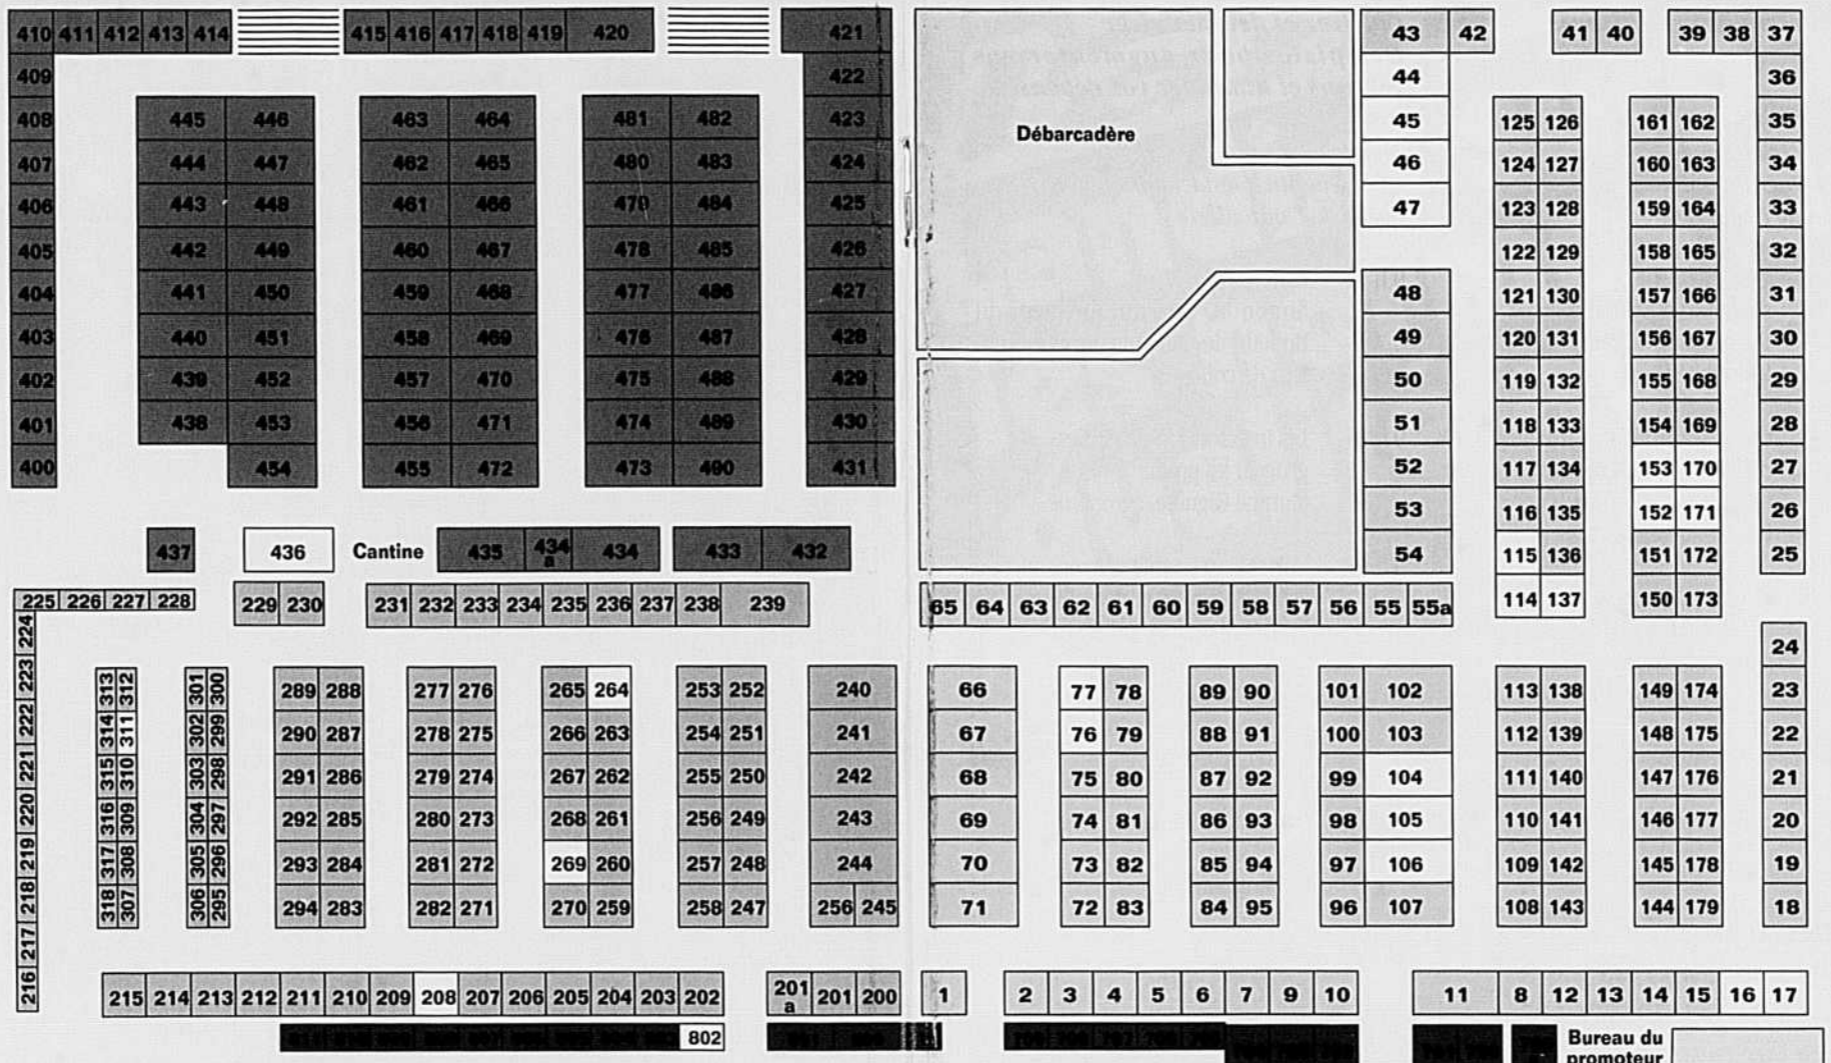 410 411 412 413 414 415 416 417 418 419 420 421 43 42 41 40 39 38 37
409 422 44 36
408 445 446 463 464 481 482 423 Débarcadère 45 125 126 161 162 35
407 444 447 462 465 480 483 424 46 124 127 160 163 34
406 443 448 461 466 479 484 425 47 123 128 159 164 33
405 442 449 460 467 478 485 426 122 129 158 165 32
404 441 450 459 468 477 486 427 48 121 130 157 166 31
403 440 451 458 469 476 487 428 49 120 131 156 167 30
402 439 452 457 470 475 488 429 50 119 132 155 168 29
401 438 453 456 471 474 489 430 51 118 133 154 169 28
400 454 455 472 473 490 431 52 117 134 153 170 27
53 116 135 152 171 26
437 436 Cantine 435 434a 434 433 432 54 115 136 151 172 25
225 226 227 228 229 230 231 232 233 234 235 236 237 238 239 65 64 63 62 61 60 59 58 57 56 55 55a 114 137 150 173
224 24
223 313 312 301 300 289 288 277 276 265 264 253 252 240 66 77 78 89 90 101 102 113 138 149 174 23
222 314 311 302 299 290 287 278 275 266 263 254 251 241 67 76 79 88 91 100 103 112 139 148 175 22
221 315 310 303 298 291 286 279 274 267 262 255 250 242 68 75 80 87 92 99 104 111 140 147 176 21
220 316 309 304 297 292 285 280 273 268 261 256 249 243 69 74 81 86 93 98 105 110 141 146 177 20
219 317 308 305 296 293 284 281 272 269 260 257 248 244 70 73 82 85 94 97 106 109 142 145 178 19
218 318 307 306 295 294 283 282 271 270 259 258 247 256 245 71 72 83 84 95 96 107 108 143 144 179 18
217
216 215 214 213 212 211 210 209 208 207 206 205 204 203 202 201a 201 200 1 2 3 4 5 6 7 9 10 11 8 12 13 14 15 16 17
802 Bureau du
promoteur